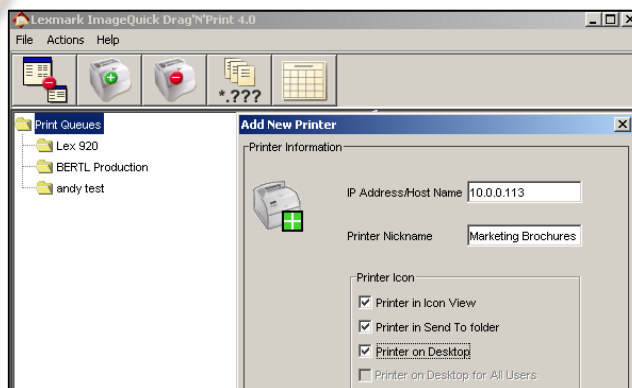 Lexmark ImageQuick Drag'N'Print 4.0
File Actions Help
*.???
Print Queues
Lex 920
BERTL Production
andy test
Add New Printer
Printer Information
IP Address/Host Name 10.0.0.113
Printer Nickname Marketing Brochures
Printer Icon
Printer in Icon View
Printer in Send To folder
Printer on Desktop
Printer on Desktop for All Users